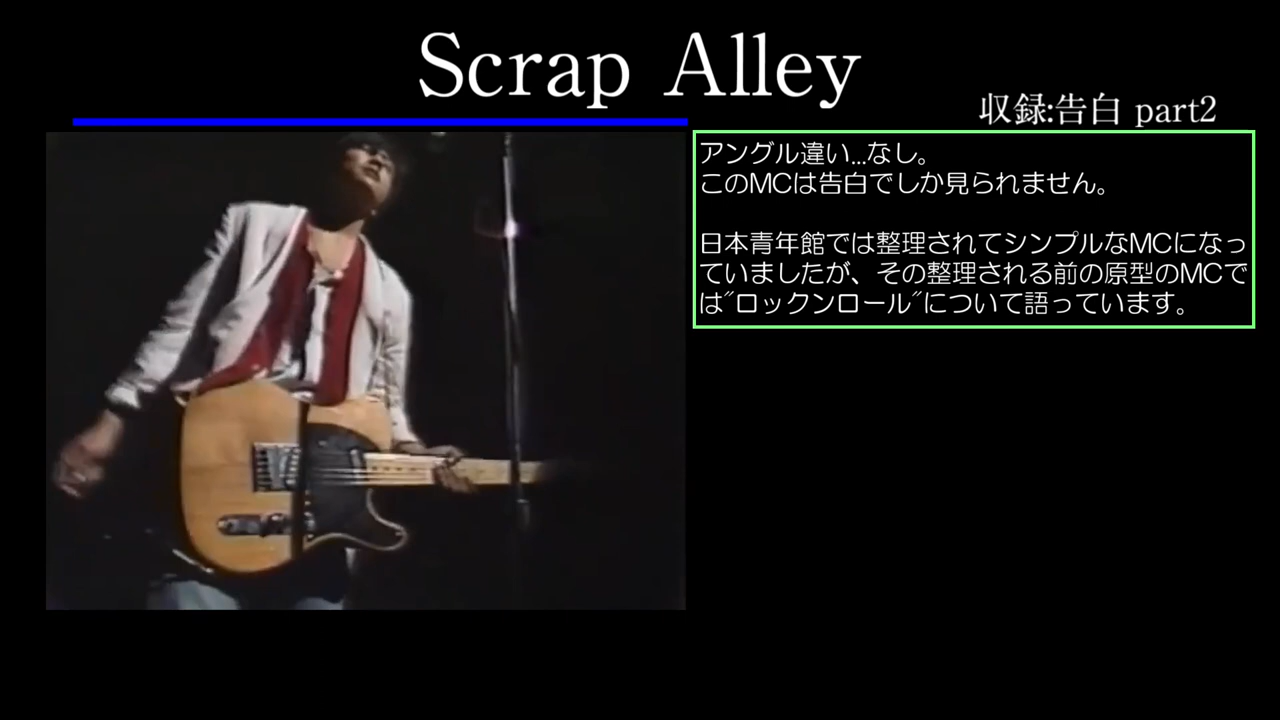 Scrap Alley
収録:告白 part2
アングル違い...なし。
このMCは告白でしか見られません。
日本青年館では整理されてシンプルなMCになっ
ていましたが、その整理される前の原型のMCで
は"ロックンロール"について語っています。